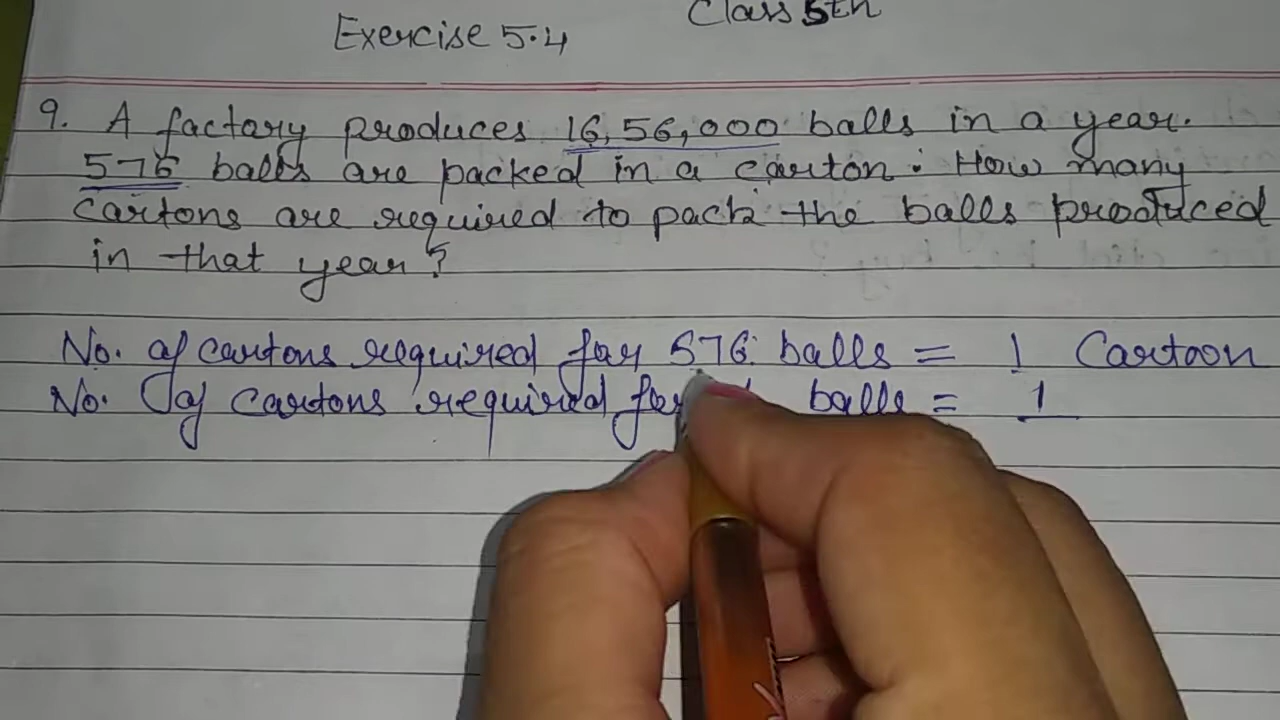 Class 5th
Exercise 5.4
9. A factory produces 16,56,000 balls in a year.
576 balls are packed in a carton. How many
cartons are required to pack the balls produced
in that year?
No. of cartons required for 576 balls = 1 Cartoon
No. of cartons required for balls = 1